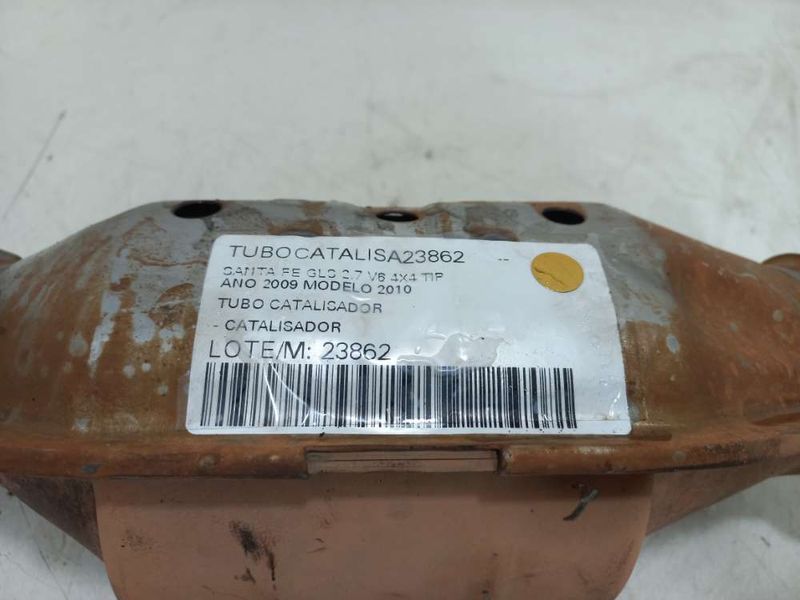 TUBOCATALISA23862 --
SANTA FE GLS 2.7 V6 4x4 TIP
ANO 2009 MODELO 2010
TUBO CATALISADOR
- CATALISADOR
LOTE/M: 23862